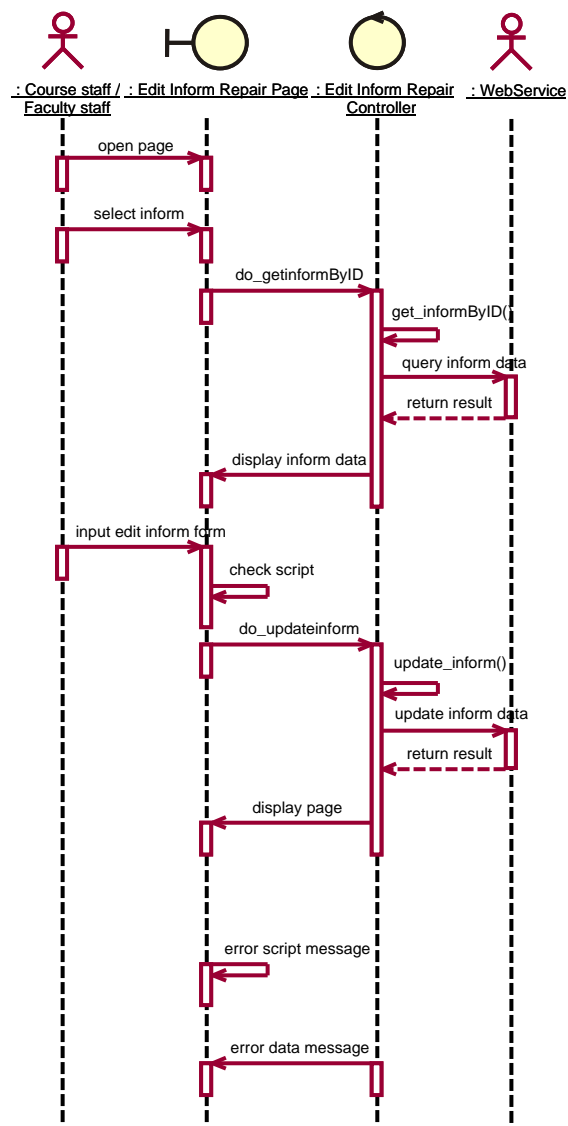 : Course staff /
Faculty staff
: Edit Inform Repair Page
: Edit Inform Repair
Controller
: WebService
open page
select inform
do_getinformByID
get_informByID()
query inform data
return result
display inform data
input edit inform form
check script
do_updateinform
update_inform()
update inform data
return result
display page
error script message
error data message